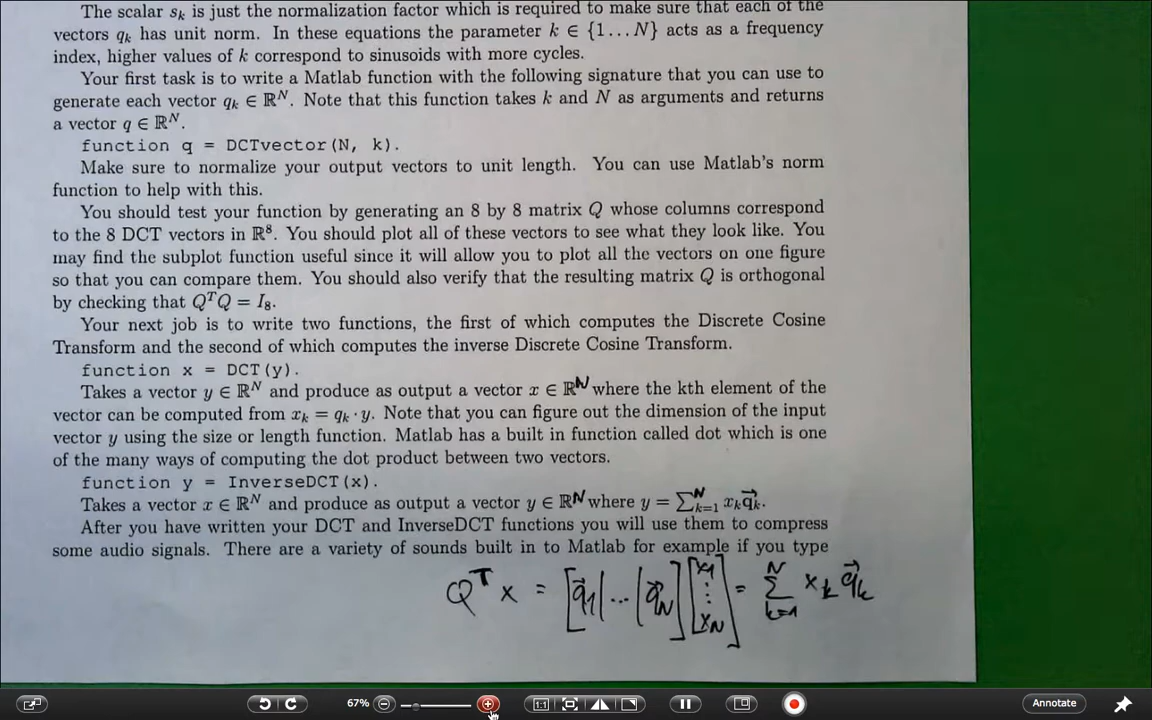 The scalar sₖ is just the normalization factor which is required to make sure that each of the
vectors qₖ has unit norm. In these equations the parameter k ∈ {1...N} acts as a frequency
index, higher values of k correspond to sinusoids with more cycles.
Your first task is to write a Matlab function with the following signature that you can use to
generate each vector qₖ ∈ ℝᴺ. Note that this function takes k and N as arguments and returns
a vector q ∈ ℝᴺ.
function q = DCTvector(N, k).
Make sure to normalize your output vectors to unit length. You can use Matlab's norm
function to help with this.
You should test your function by generating an 8 by 8 matrix Q whose columns correspond
to the 8 DCT vectors in ℝ⁸. You should plot all of these vectors to see what they look like. You
may find the subplot function useful since it will allow you to plot all the vectors on one figure
so that you can compare them. You should also verify that the resulting matrix Q is orthogonal
by checking that QᵀQ = I₈.
Your next job is to write two functions, the first of which computes the Discrete Cosine
Transform and the second of which computes the inverse Discrete Cosine Transform.
function x = DCT(y).
Takes a vector y ∈ ℝᴺ and produce as output a vector x ∈ ℝᴺ where the kth element of the
vector can be computed from xₖ = qₖ · y. Note that you can figure out the dimension of the input
vector y using the size or length function. Matlab has a built in function called dot which is one
of the many ways of computing the dot product between two vectors.
function y = InverseDCT(x).
Takes a vector x ∈ ℝᴺ and produce as output a vector y ∈ ℝᴺ where y = ∑ᴺₖ₌₁ xₖq⃗ₖ.
After you have written your DCT and InverseDCT functions you will use them to compress
some audio signals. There are a variety of sounds built in to Matlab for example if you type
Qᵀx = [q⃗₁|...|q⃗_N] [x₁ ⋮ x_N] = ∑ᴺₖ₌₁ xₖ q⃗ₖ
67% 1:1 Annotate